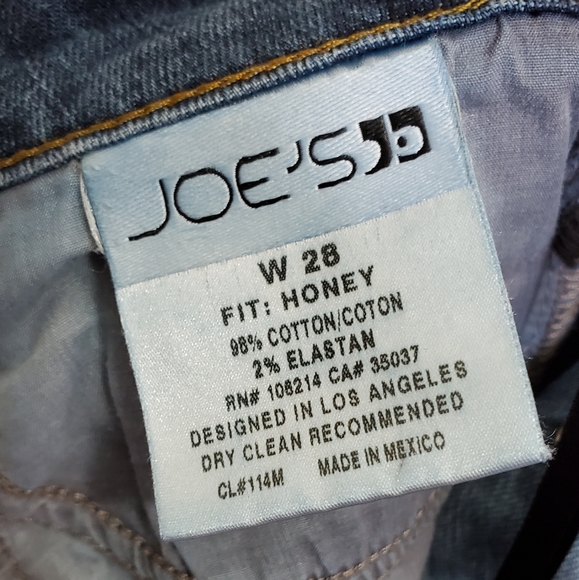 JOE'S
W 28
FIT: HONEY
98% COTTON/COTON
2% ELASTAN
RN# 108214 CA# 35037
DESIGNED IN LOS ANGELES
DRY CLEAN RECOMMENDED
CL#114M MADE IN MEXICO